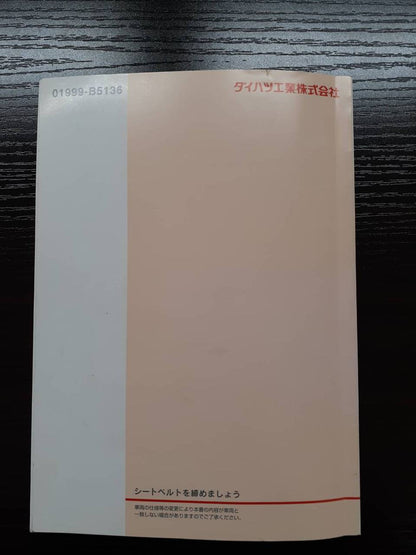 01999-B5136
ダイハツ工業株式会社
シートベルトを締めましょう
車両の仕様等の変更により本書の内容が車両と
一致しない場合がありますのでご了承ください。